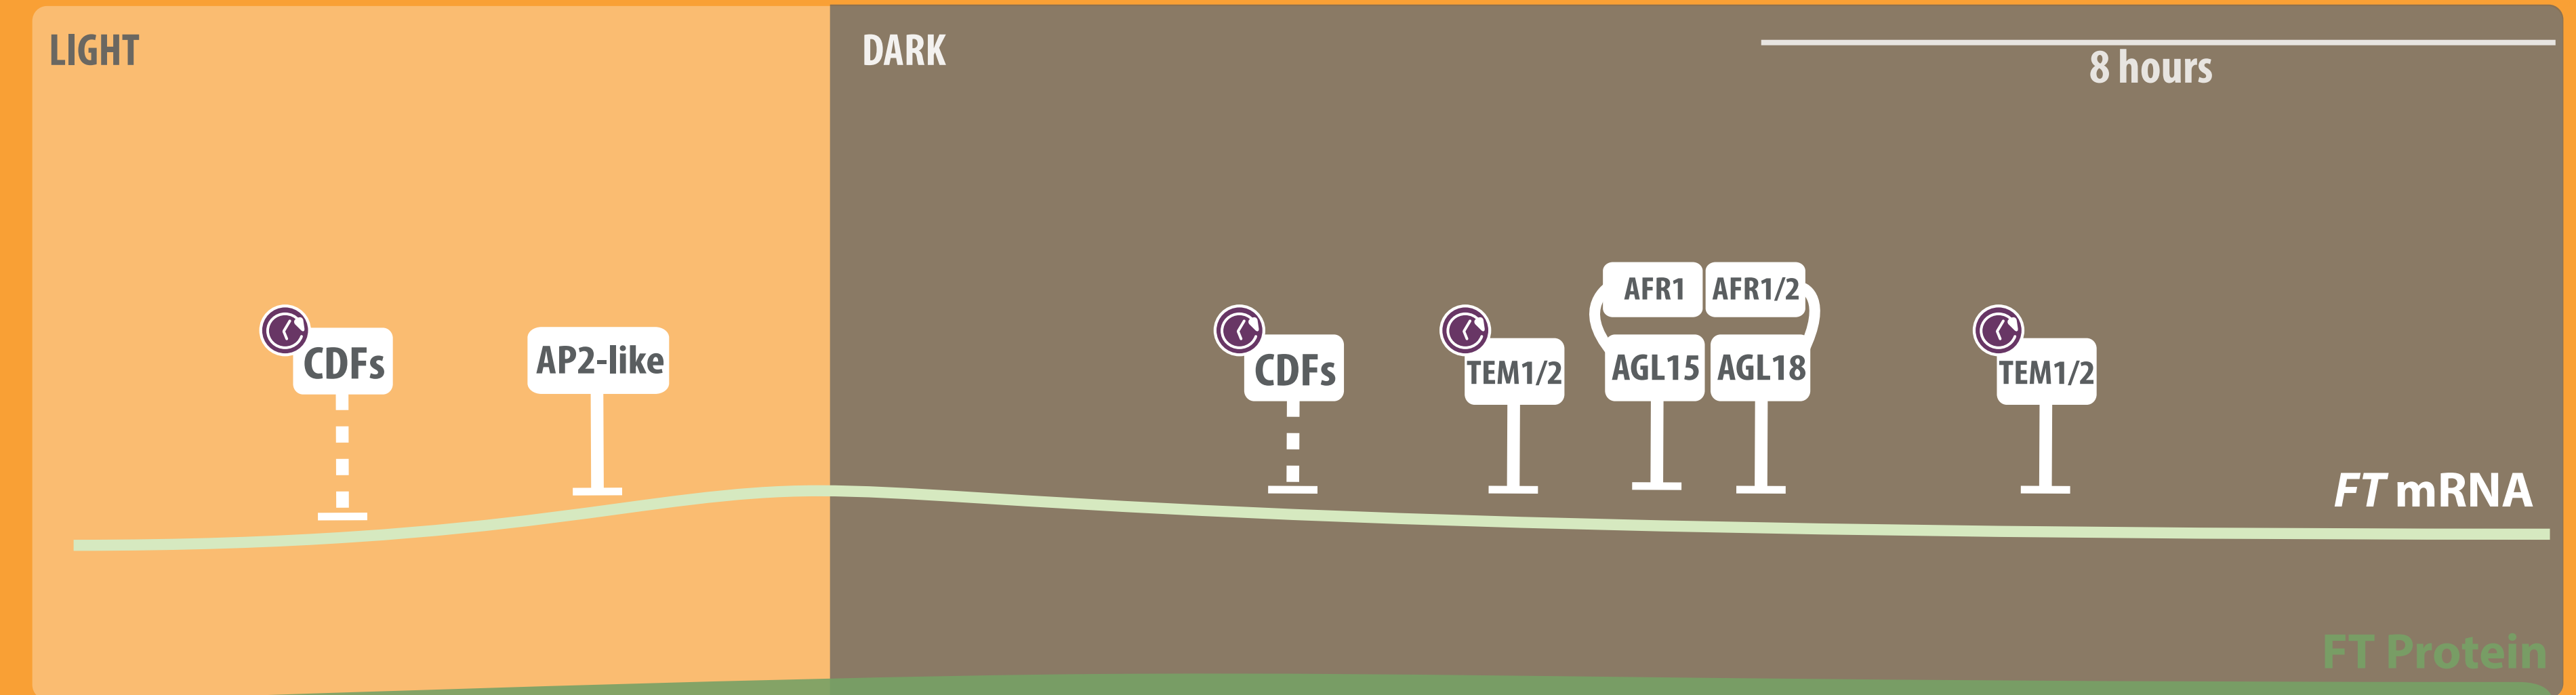 LIGHT
DARK
8 hours
AFR1
AFR1/2
CDFs
AP2-like
CDFs
TEM1/2
AGL15
AGL18
TEM1/2
FT mRNA
FT Protein